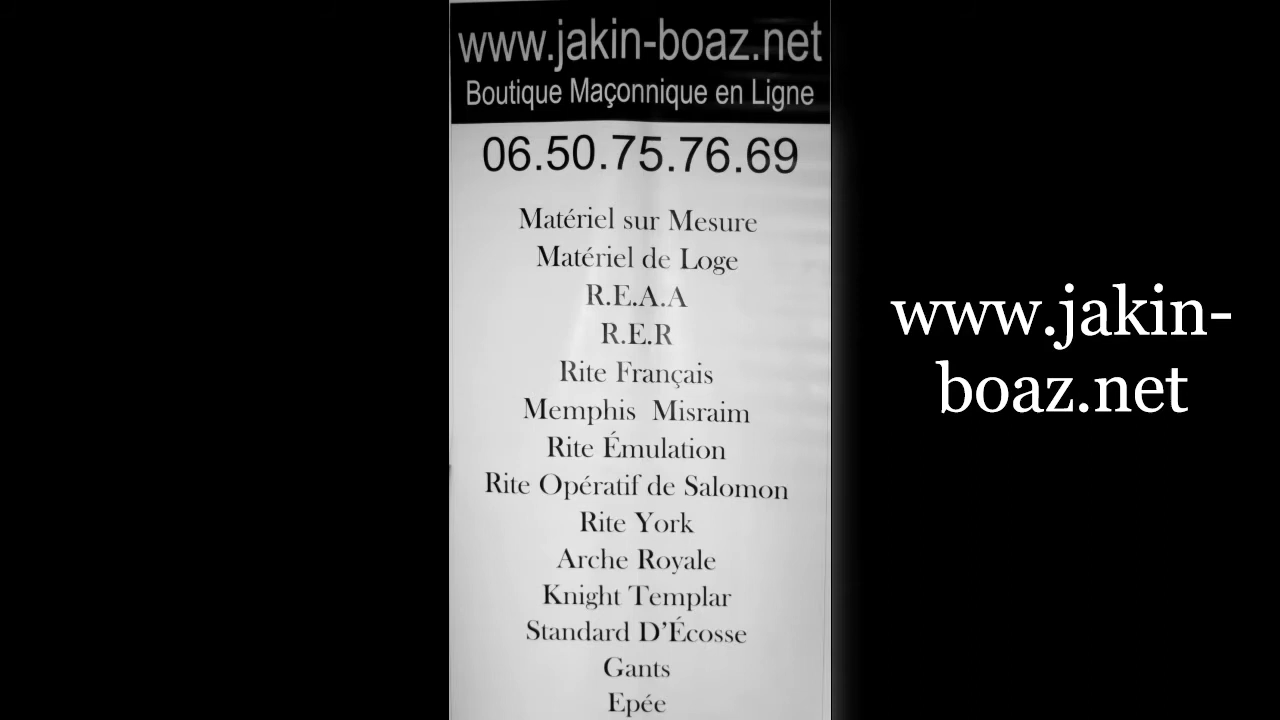 www.jakin-boaz.net
Boutique Maçonnique en Ligne
06.50.75.76.69
Matériel sur Mesure
Matériel de Loge
R.E.A.A
R.E.R
Rite Français
Memphis Misraim
Rite Émulation
Rite Opératif de Salomon
Rite York
Arche Royale
Knight Templar
Standard D'Écosse
Gants
Epée
www.jakin-
boaz.net